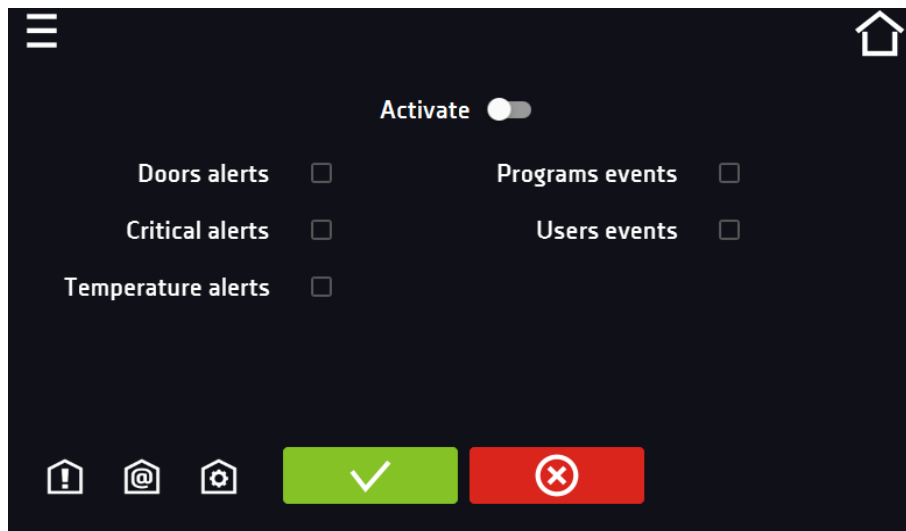 Activate
Doors alerts
Programs events
Critical alerts
Users events
Temperature alerts